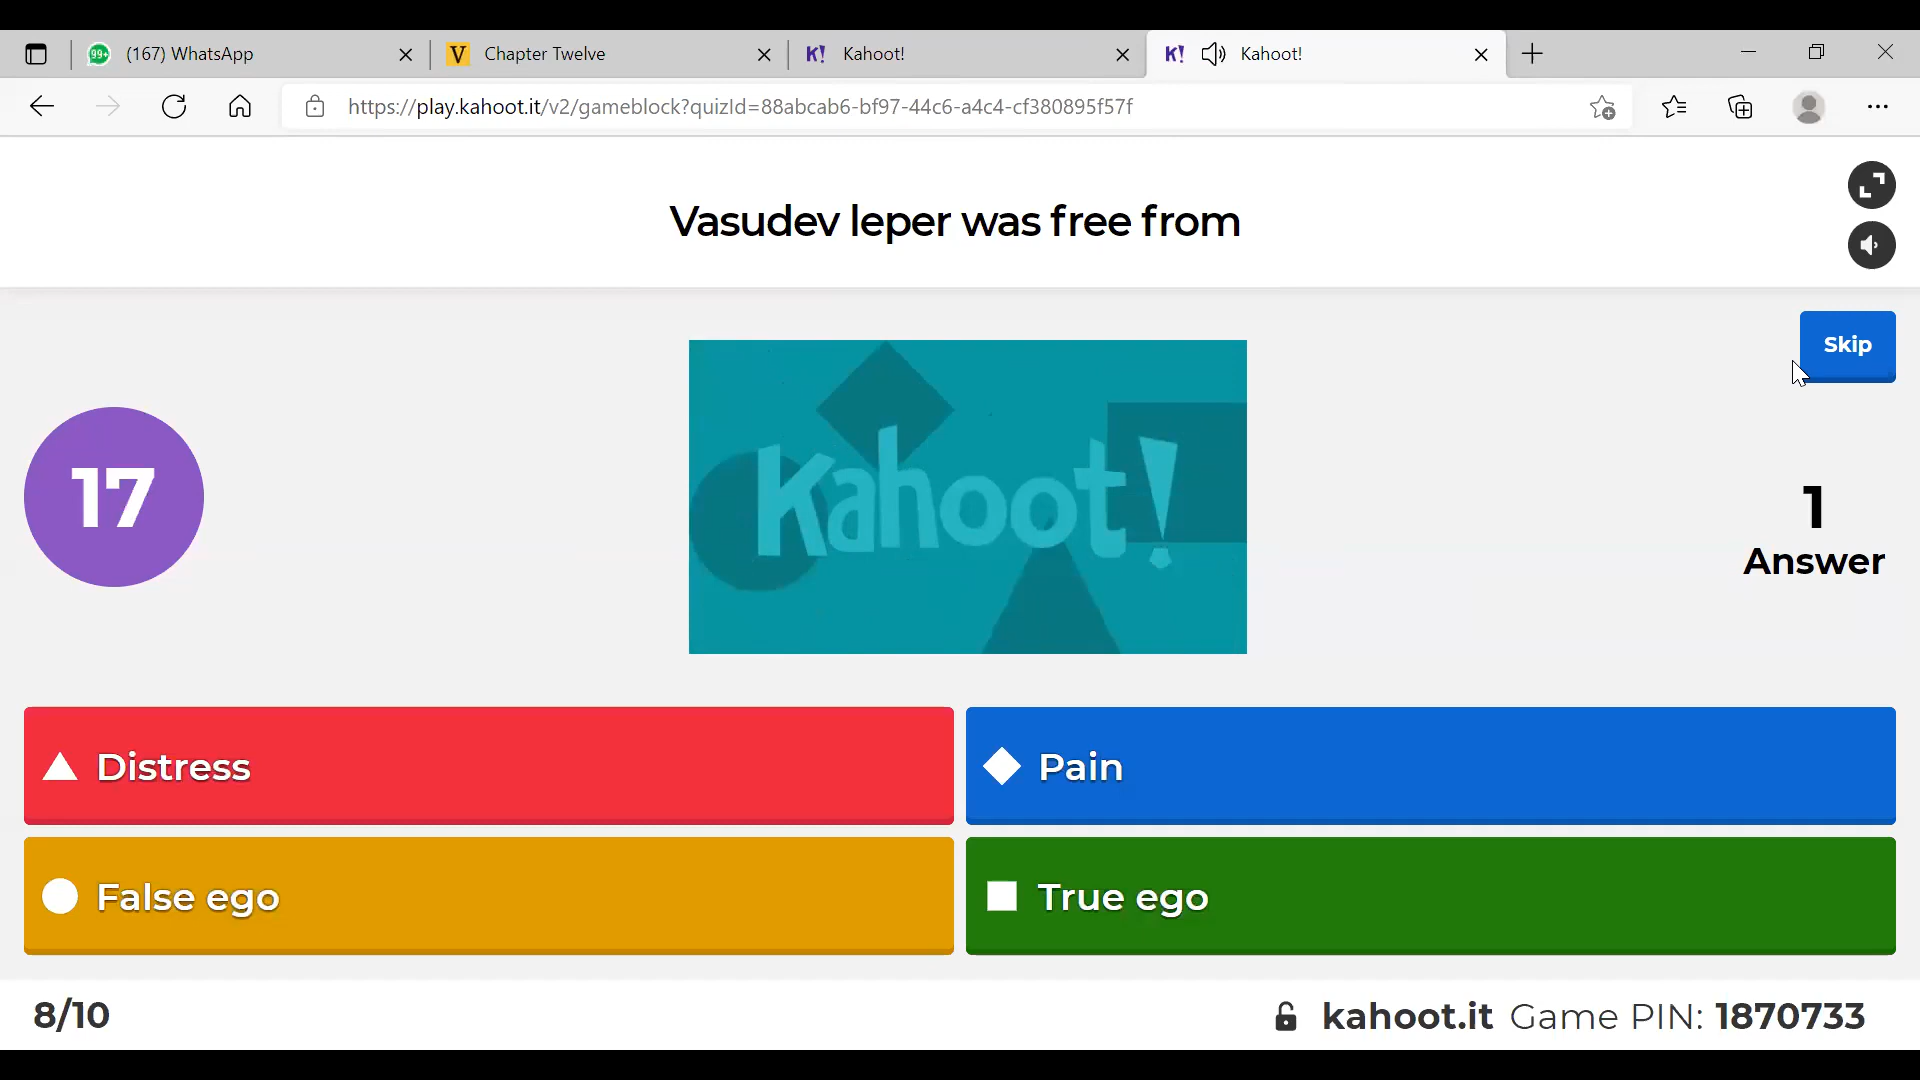 (167) WhatsApp
Chapter Twelve
Kahoot!
Kahoot!
https://play.kahoot.it/v2/gameblock?quizId=88abcab6-bf97-44c6-a4c4-cf380895f57f
Vasudev leper was free from
Skip
17
Kahoot!
1
Answer
Distress
Pain
False ego
True ego
8/10
kahoot.it Game PIN: 1870733